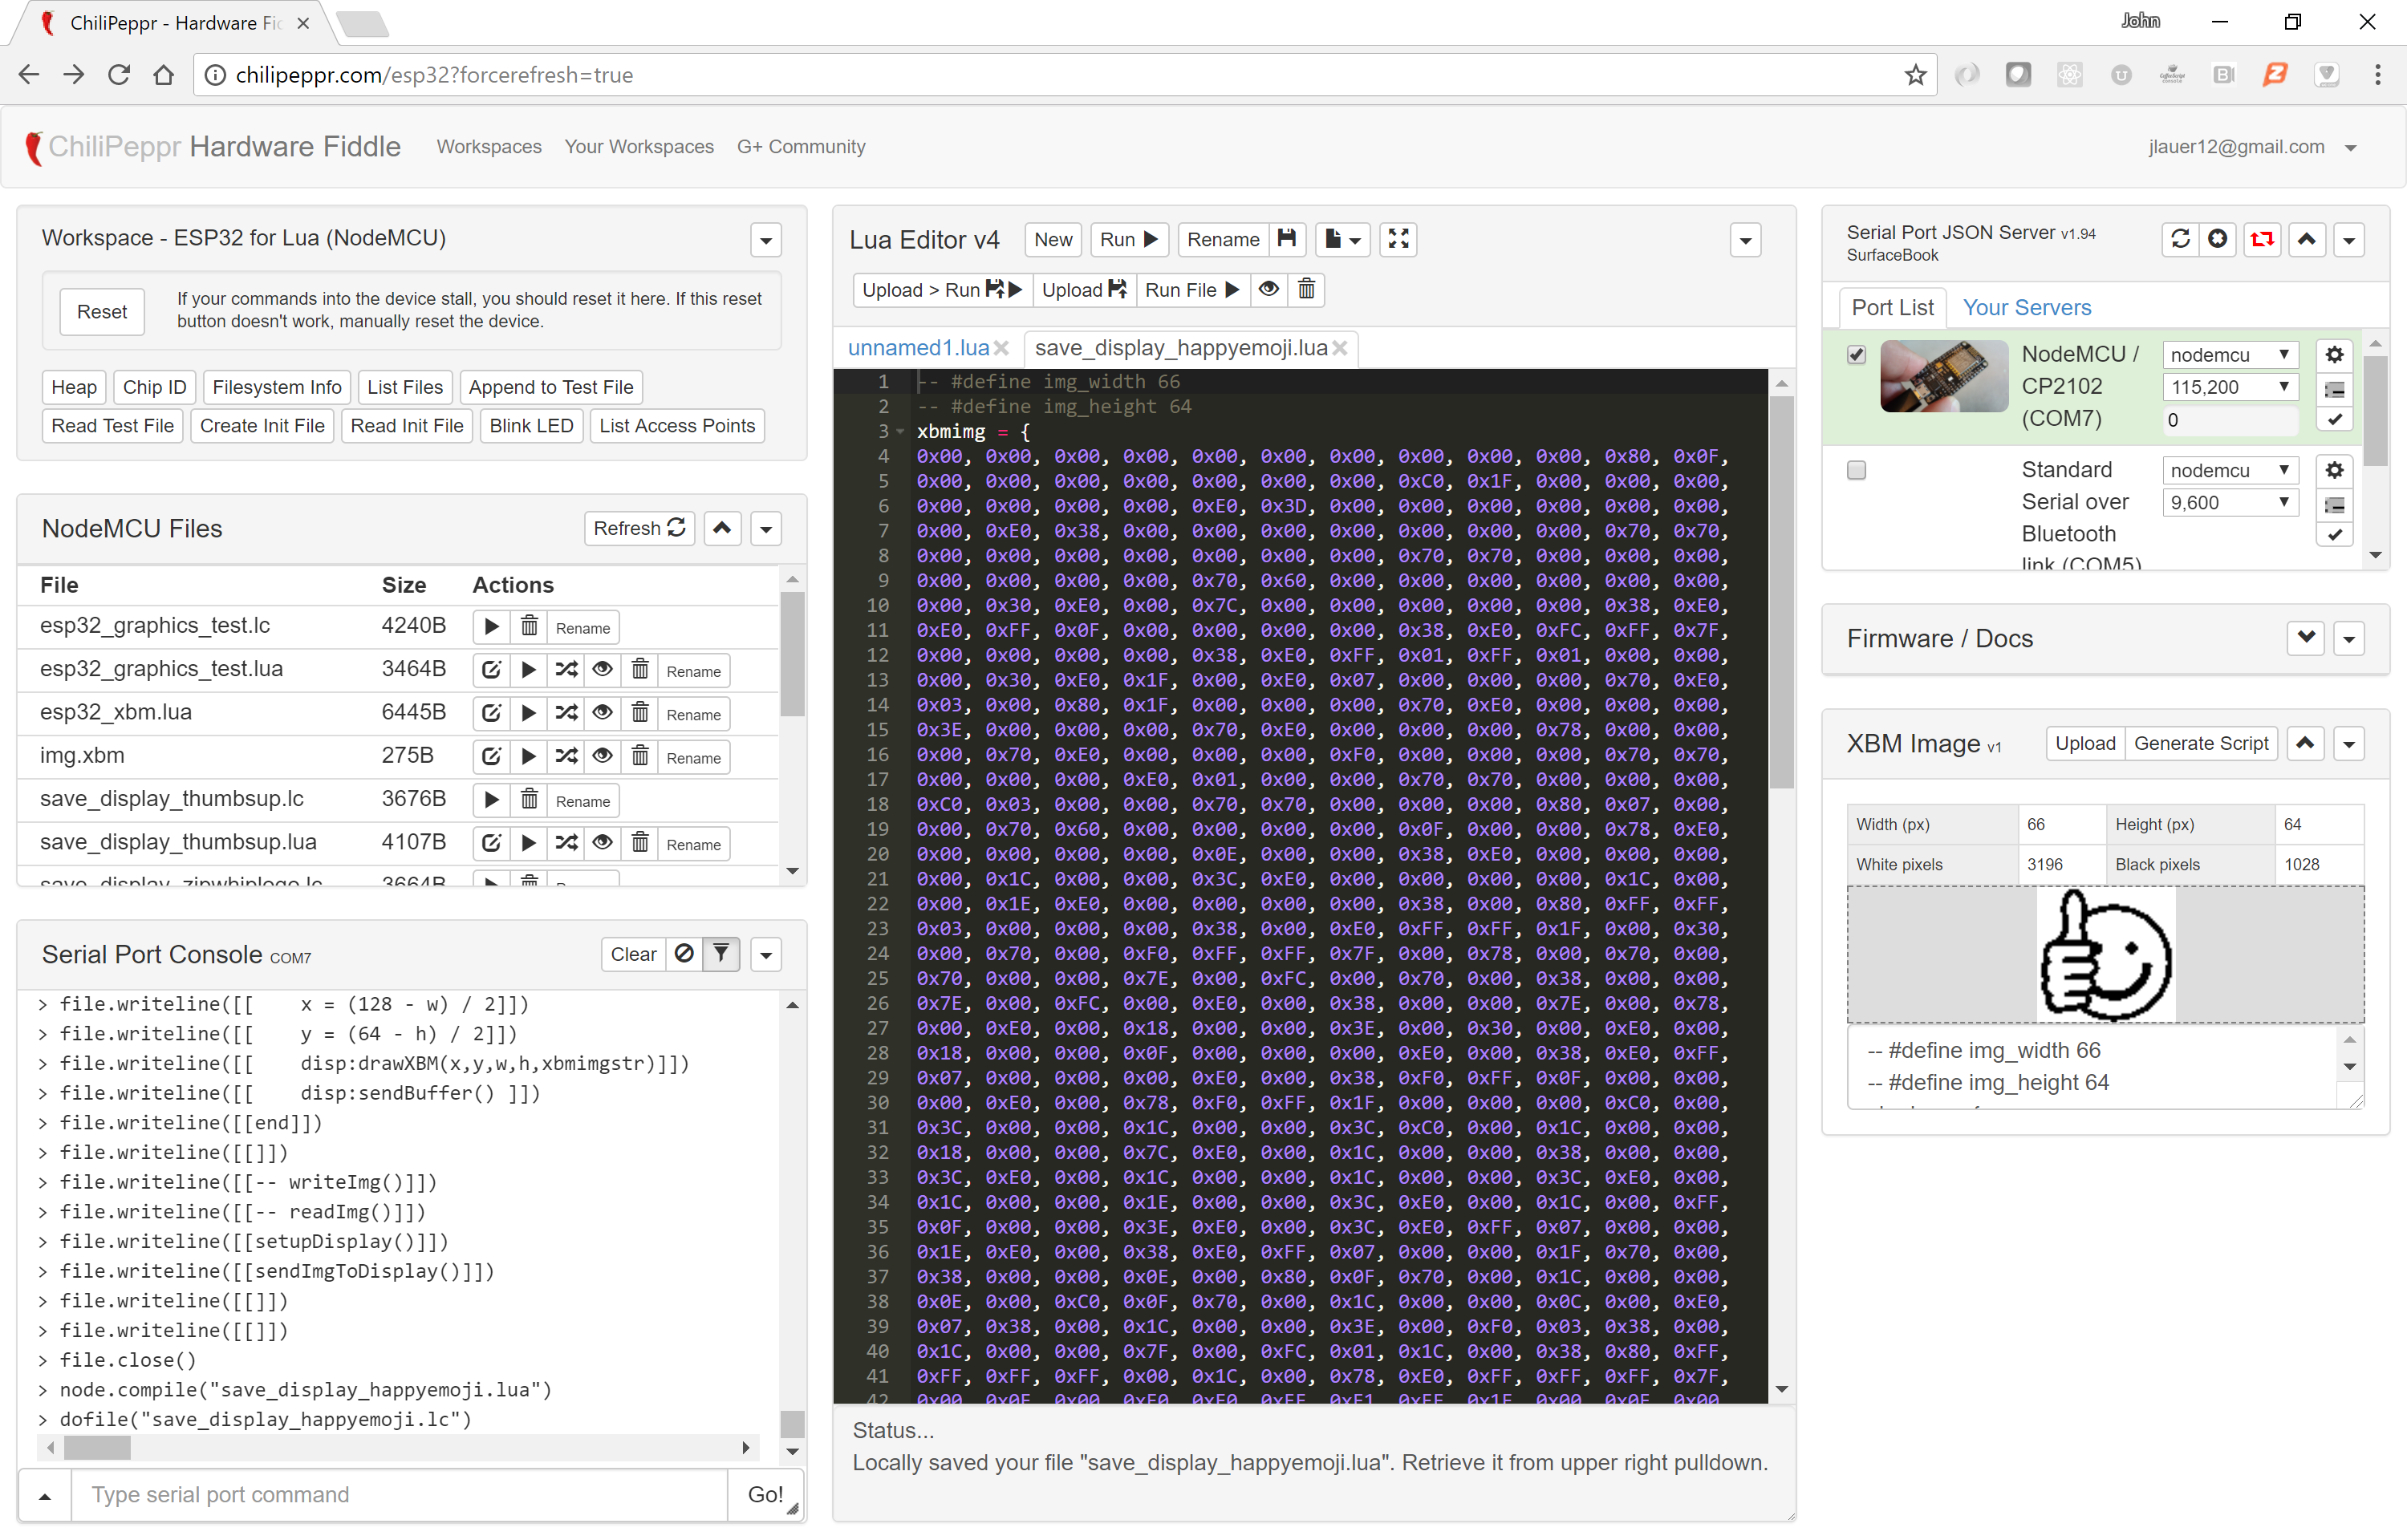 ChiliPeppr - Hardware Fi
John
chilipeppr.com/esp32?forcerefresh=true
ChiliPeppr Hardware Fiddle Workspaces Your Workspaces G+ Community jlauer12@gmail.com
Workspace - ESP32 for Lua (NodeMCU)
Reset
If your commands into the device stall, you should reset it here. If this reset
button doesn't work, manually reset the device.
Heap Chip ID Filesystem Info List Files Append to Test File
Read Test File Create Init File Read Init File Blink LED List Access Points
NodeMCU Files Refresh
File Size Actions
esp32_graphics_test.lc 4240B Rename
esp32_graphics_test.lua 3464B Rename
esp32_xbm.lua 6445B Rename
img.xbm 275B Rename
save_display_thumbsup.lc 3676B Rename
save_display_thumbsup.lua 4107B Rename
save_display_zipwhiplogo.lc 3664B
Serial Port Console COM7 Clear
> file.writeline([[    x = (128 - w) / 2]])
> file.writeline([[    y = (64 - h) / 2]])
> file.writeline([[    disp:drawXBM(x,y,w,h,xbmimgstr)]])
> file.writeline([[    disp:sendBuffer() ]])
> file.writeline([[end]])
> file.writeline([[]])
> file.writeline([[-- writeImg()]])
> file.writeline([[-- readImg()]])
> file.writeline([[setupDisplay()]])
> file.writeline([[sendImgToDisplay()]])
> file.writeline([[]])
> file.writeline([[]])
> file.close()
> node.compile("save_display_happyemoji.lua")
> dofile("save_display_happyemoji.lc")
Type serial port command Go!
Lua Editor v4 New Run Rename
Upload > Run Upload Run File
unnamed1.lua save_display_happyemoji.lua
1 -- #define img_width 66
2 -- #define img_height 64
3 xbmimg = {
4 0x00, 0x00, 0x00, 0x00, 0x00, 0x00, 0x00, 0x00, 0x00, 0x00, 0x80, 0x0F,
5 0x00, 0x00, 0x00, 0x00, 0x00, 0x00, 0x00, 0xC0, 0x1F, 0x00, 0x00, 0x00,
6 0x00, 0x00, 0x00, 0x00, 0xE0, 0x3D, 0x00, 0x00, 0x00, 0x00, 0x00, 0x00,
7 0x00, 0xE0, 0x38, 0x00, 0x00, 0x00, 0x00, 0x00, 0x00, 0x00, 0x70, 0x70,
8 0x00, 0x00, 0x00, 0x00, 0x00, 0x00, 0x00, 0x70, 0x70, 0x00, 0x00, 0x00,
9 0x00, 0x00, 0x00, 0x00, 0x70, 0x60, 0x00, 0x00, 0x00, 0x00, 0x00, 0x00,
10 0x00, 0x30, 0xE0, 0x00, 0x7C, 0x00, 0x00, 0x00, 0x00, 0x00, 0x38, 0xE0,
11 0xE0, 0xFF, 0x0F, 0x00, 0x00, 0x00, 0x00, 0x38, 0xE0, 0xFC, 0xFF, 0x7F,
12 0x00, 0x00, 0x00, 0x00, 0x38, 0xE0, 0xFF, 0x01, 0xFF, 0x01, 0x00, 0x00,
13 0x00, 0x30, 0xE0, 0x1F, 0x00, 0xE0, 0x07, 0x00, 0x00, 0x00, 0x70, 0xE0,
14 0x03, 0x00, 0x80, 0x1F, 0x00, 0x00, 0x00, 0x70, 0xE0, 0x00, 0x00, 0x00,
15 0x3E, 0x00, 0x00, 0x00, 0x70, 0xE0, 0x00, 0x00, 0x00, 0x78, 0x00, 0x00,
16 0x00, 0x70, 0xE0, 0x00, 0x00, 0x00, 0xF0, 0x00, 0x00, 0x00, 0x70, 0x70,
17 0x00, 0x00, 0x00, 0xE0, 0x01, 0x00, 0x00, 0x70, 0x70, 0x00, 0x00, 0x00,
18 0xC0, 0x03, 0x00, 0x00, 0x70, 0x70, 0x00, 0x00, 0x00, 0x80, 0x07, 0x00,
19 0x00, 0x70, 0x60, 0x00, 0x00, 0x00, 0x00, 0x0F, 0x00, 0x00, 0x78, 0xE0,
20 0x00, 0x00, 0x00, 0x00, 0x0E, 0x00, 0x00, 0x38, 0xE0, 0x00, 0x00, 0x00,
21 0x00, 0x1C, 0x00, 0x00, 0x3C, 0xE0, 0x00, 0x00, 0x00, 0x00, 0x1C, 0x00,
22 0x00, 0x1E, 0xE0, 0x00, 0x00, 0x00, 0x00, 0x38, 0x00, 0x80, 0xFF, 0xFF,
23 0x03, 0x00, 0x00, 0x00, 0x38, 0x00, 0xE0, 0xFF, 0xFF, 0x1F, 0x00, 0x30,
24 0x00, 0x70, 0x00, 0xF0, 0xFF, 0xFF, 0x7F, 0x00, 0x78, 0x00, 0x70, 0x00,
25 0x70, 0x00, 0x00, 0x7E, 0x00, 0xFC, 0x00, 0x70, 0x00, 0x38, 0x00, 0x00,
26 0x7E, 0x00, 0xFC, 0x00, 0xE0, 0x00, 0x38, 0x00, 0x00, 0x7E, 0x00, 0x78,
27 0x00, 0xE0, 0x00, 0x18, 0x00, 0x00, 0x3E, 0x00, 0x30, 0x00, 0xE0, 0x00,
28 0x18, 0x00, 0x00, 0x0F, 0x00, 0x00, 0x00, 0xE0, 0x00, 0x38, 0xE0, 0xFF,
29 0x07, 0x00, 0x00, 0x00, 0xE0, 0x00, 0x38, 0xF0, 0xFF, 0x0F, 0x00, 0x00,
30 0x00, 0xE0, 0x00, 0x78, 0xF0, 0xFF, 0x1F, 0x00, 0x00, 0x00, 0xC0, 0x00,
31 0x3C, 0x00, 0x00, 0x1C, 0x00, 0x00, 0x3C, 0xC0, 0x00, 0x1C, 0x00, 0x00,
32 0x18, 0x00, 0x00, 0x7C, 0xE0, 0x00, 0x1C, 0x00, 0x00, 0x38, 0x00, 0x00,
33 0x3C, 0xE0, 0x00, 0x1C, 0x00, 0x00, 0x1C, 0x00, 0x00, 0x3C, 0xE0, 0x00,
34 0x1C, 0x00, 0x00, 0x1E, 0x00, 0x00, 0x3C, 0xE0, 0x00, 0x1C, 0x00, 0xFF,
35 0x0F, 0x00, 0x00, 0x3E, 0xE0, 0x00, 0x3C, 0xE0, 0xFF, 0x07, 0x00, 0x00,
36 0x1E, 0xE0, 0x00, 0x38, 0xE0, 0xFF, 0x07, 0x00, 0x00, 0x1F, 0x70, 0x00,
37 0x38, 0x00, 0x00, 0x0E, 0x00, 0x80, 0x0F, 0x70, 0x00, 0x1C, 0x00, 0x00,
38 0x0E, 0x00, 0xC0, 0x0F, 0x70, 0x00, 0x1C, 0x00, 0x00, 0x0C, 0x00, 0xE0,
39 0x07, 0x38, 0x00, 0x1C, 0x00, 0x00, 0x3E, 0x00, 0xF0, 0x03, 0x38, 0x00,
40 0x1C, 0x00, 0x00, 0x7F, 0x00, 0xFC, 0x01, 0x1C, 0x00, 0x38, 0x80, 0xFF,
41 0xFF, 0xFF, 0xFF, 0x00, 0x1C, 0x00, 0x78, 0xE0, 0xFF, 0xFF, 0xFF, 0x7F,
42
Status...
Locally saved your file "save_display_happyemoji.lua". Retrieve it from upper right pulldown.
Serial Port JSON Server v1.94
SurfaceBook
Port List Your Servers
NodeMCU / nodemcu
CP2102 115,200
(COM7) 0
Standard nodemcu
Serial over 9,600
Bluetooth
link (COM5)
Firmware / Docs
XBM Image v1 Upload Generate Script
Width (px) 66 Height (px) 64
White pixels 3196 Black pixels 1028
-- #define img_width 66
-- #define img_height 64